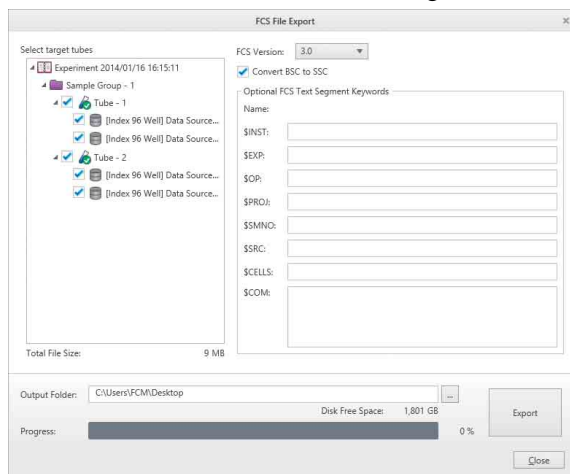 FCS File Export
Select target tubes
Experiment 2014/01/16 16:15:11
Sample Group - 1
Tube - 1
[Index 96 Well] Data Source...
[Index 96 Well] Data Source...
Tube - 2
[Index 96 Well] Data Source...
[Index 96 Well] Data Source...
Total File Size: 9 MB
FCS Version: 3.0
Convert BSC to SSC
Optional FCS Text Segment Keywords
Name:
$INST:
$EXP:
$OP:
$PROJ:
$SMNO:
$SRC:
$CELLS:
$COM:
Output Folder: C:\Users\FCM\Desktop ...
Disk Free Space: 1,801 GB
Export
Progress: 0 %
Close